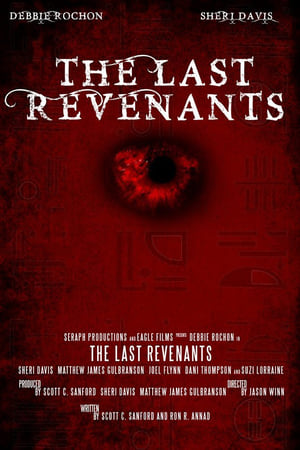 DEBBIE ROCHON SHERI DAVIS
THE LAST
REVENANTS
SERAPH PRODUCTIONS AND EAGLE FILMS PRESENTS DEBBIE ROCHON IN
THE LAST REVENANTS
SHERI DAVIS MATTHEW JAMES GULBRANSON JOEL FLYNN DANI THOMPSON AND SUZI LORRAINE
PRODUCED BY SCOTT C. SANFORD SHERI DAVIS MATTHEW JAMES GULBRANSON DIRECTED BY JASON WINN
WRITTEN BY SCOTT C. SANFORD AND RON R. ANNAD